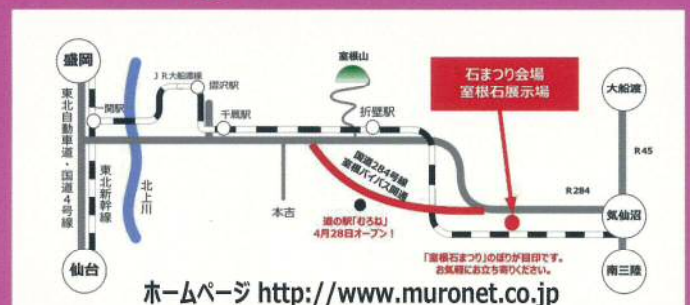 盛岡
一関駅
JR大船渡線
摺沢駅
千厩駅
室根山
折壁駅
石まつり会場
室根石展示場
大船渡
R45
東北自動車道・国道4号線
東北新幹線
北上川
本吉
国道284号線
室根バイパス開通
道の駅「むろね」
4月28日オープン!
R284
気仙沼
「室根石まつり」のぼりが目印です。
お気軽にお立ち寄りください。
仙台
南三陸
ホームページ http://www.muronet.co.jp